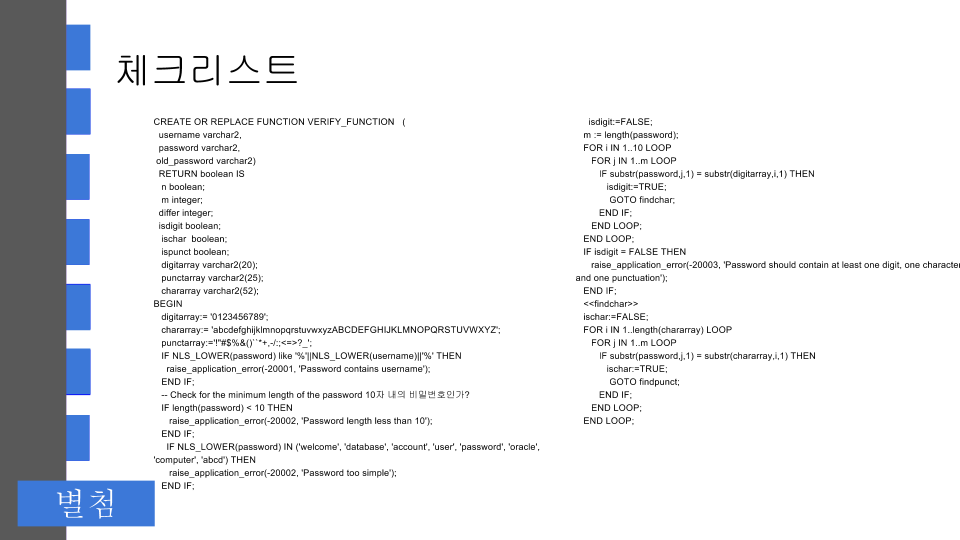 체크리스트
CREATE OR REPLACE FUNCTION VERIFY_FUNCTION (
username varchar2,
password varchar2,
old_password varchar2)
RETURN boolean IS
n boolean;
m integer;
differ integer;
isdigit boolean;
ischar boolean;
ispunct boolean;
digitarray varchar2(20);
punctarray varchar2(25);
chararray varchar2(52);
BEGIN
digitarray:= '0123456789';
chararray:= 'abcdefghijklmnopqrstuvwxyzABCDEFGHIJKLMNOPQRSTUVWXYZ';
punctarray:='!"#$%&()``*+,-/:;<=>?_';
IF NLS_LOWER(password) like '%'||NLS_LOWER(username)||'%' THEN
raise_application_error(-20001, 'Password contains username');
END IF;
-- Check for the minimum length of the password 10자 내의 비밀번호인가?
IF length(password) < 10 THEN
raise_application_error(-20002, 'Password length less than 10');
END IF;
IF NLS_LOWER(password) IN ('welcome', 'database', 'account', 'user', 'password', 'oracle',
'computer', 'abcd') THEN
raise_application_error(-20002, 'Password too simple');
END IF;
isdigit:=FALSE;
m := length(password);
FOR i IN 1..10 LOOP
FOR j IN 1..m LOOP
IF substr(password,j,1) = substr(digitarray,i,1) THEN
isdigit:=TRUE;
GOTO findchar;
END IF;
END LOOP;
END LOOP;
IF isdigit = FALSE THEN
raise_application_error(-20003, 'Password should contain at least one digit, one character
and one punctuation');
END IF;
<<findchar>>
ischar:=FALSE;
FOR i IN 1..length(chararray) LOOP
FOR j IN 1..m LOOP
IF substr(password,j,1) = substr(chararray,i,1) THEN
ischar:=TRUE;
GOTO findpunct;
END IF;
END LOOP;
END LOOP;
별첨